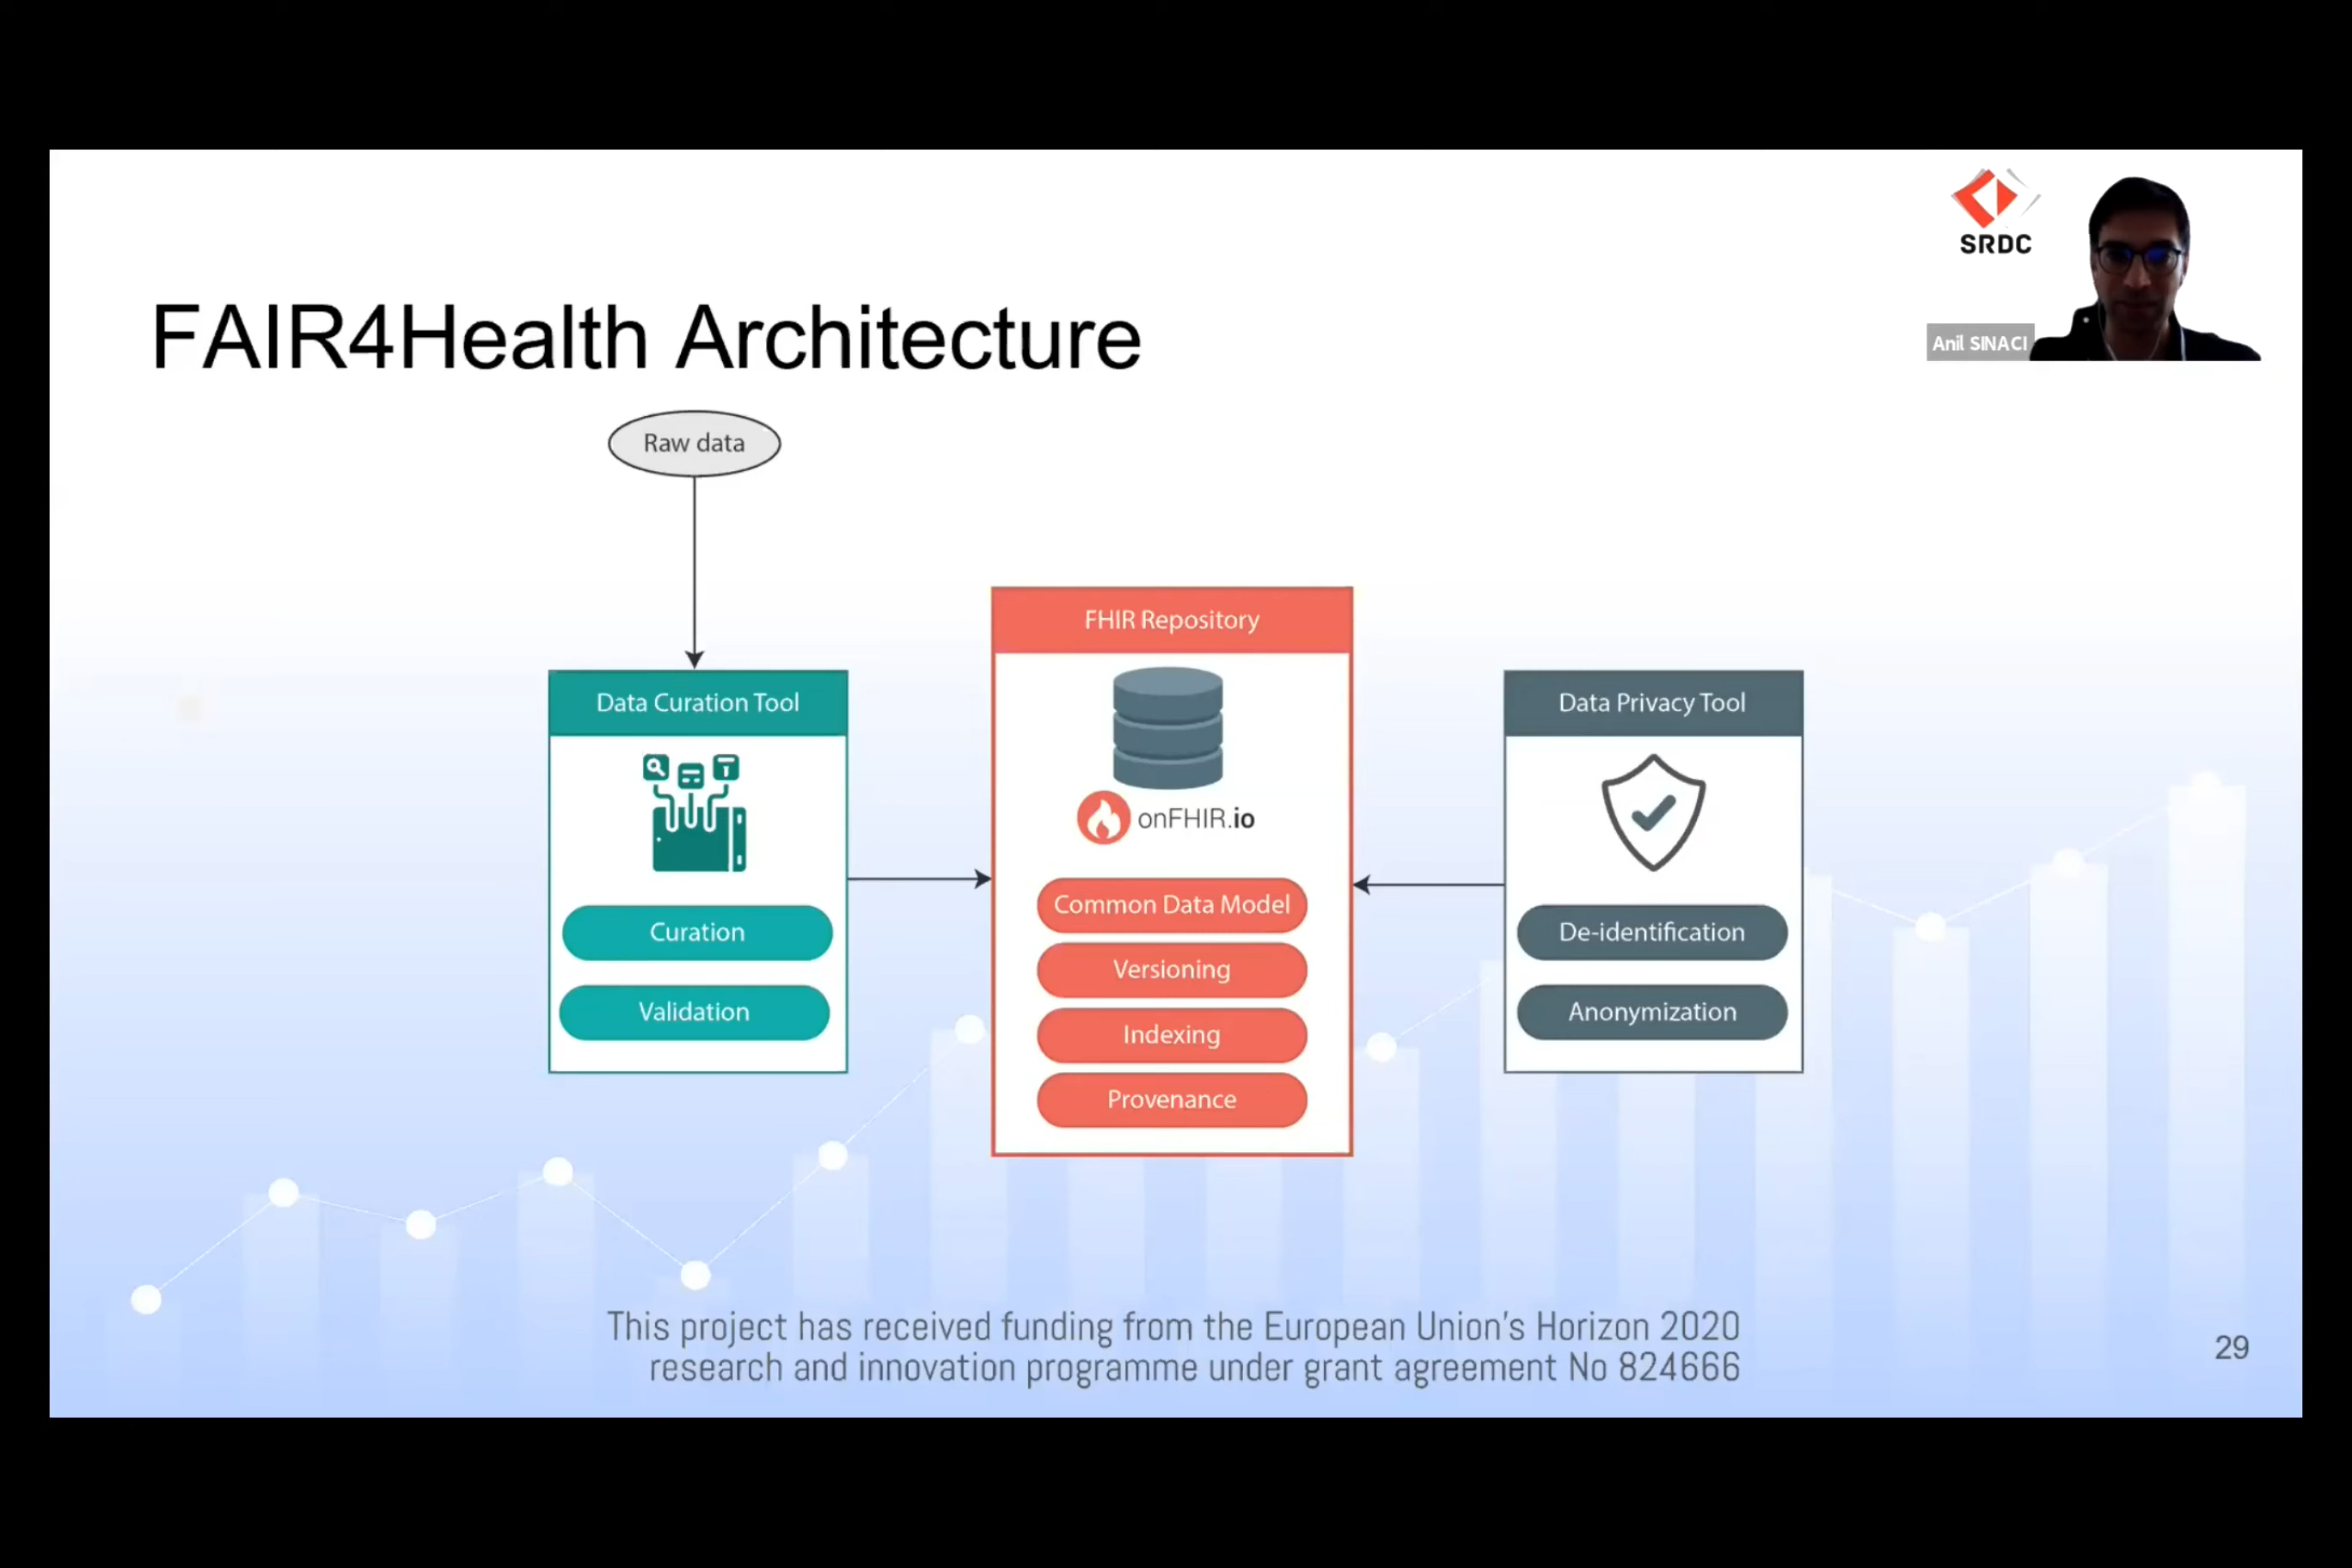 SRDC
Anil SINACI
FAIR4Health Architecture
Raw data
Data Curation Tool
Curation
Validation
FHIR Repository
onFHIR.io
Common Data Model
Versioning
Indexing
Provenance
Data Privacy Tool
De-identification
Anonymization
This project has received funding from the European Union's Horizon 2020
research and innovation programme under grant agreement No 824666
29